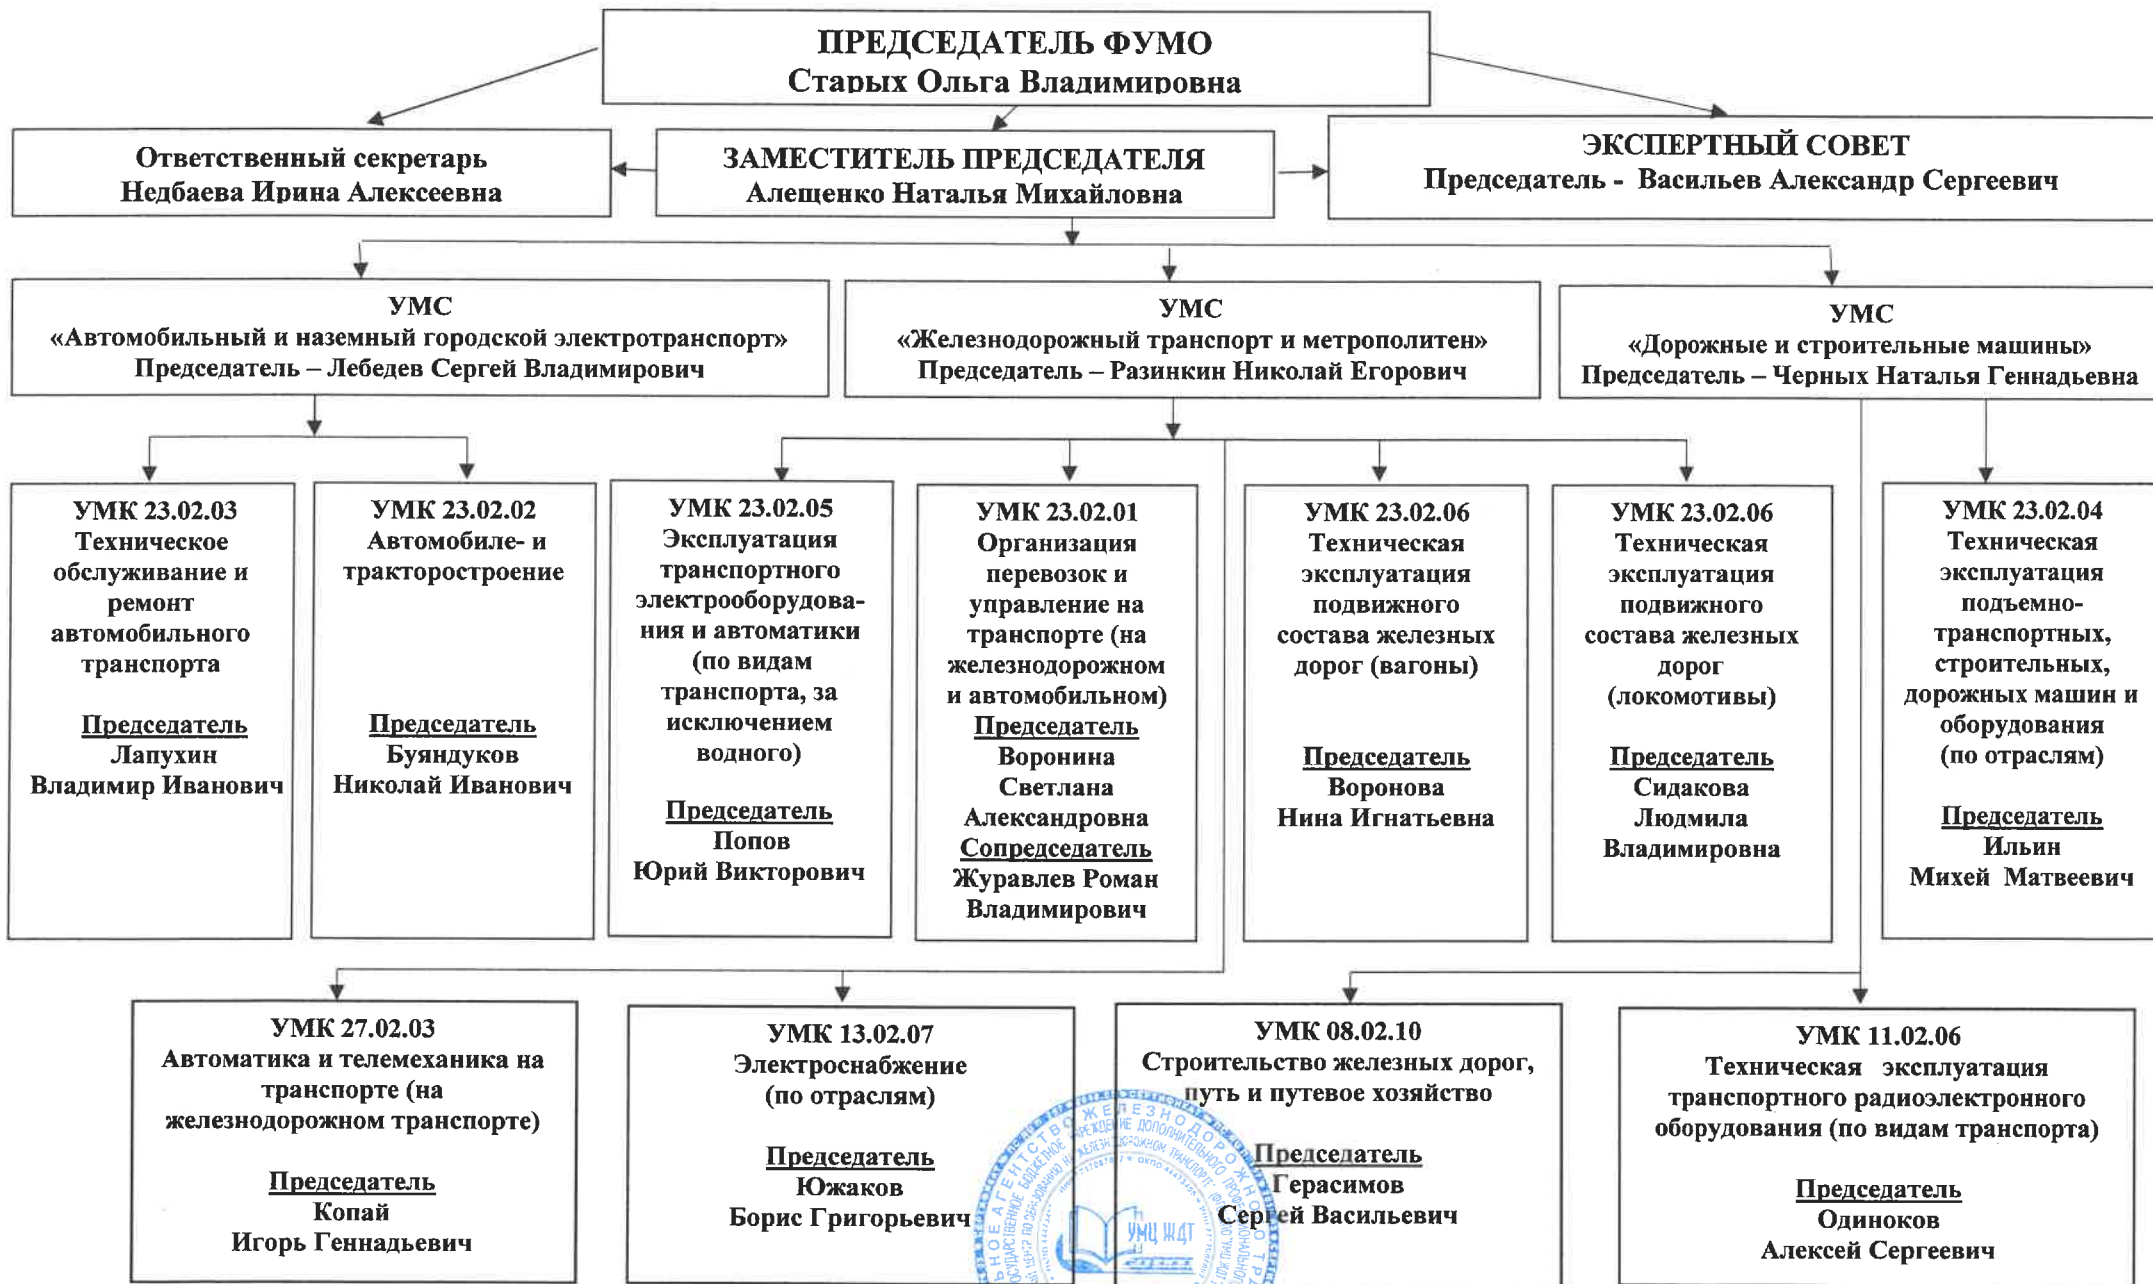 ПРЕДСЕДАТЕЛЬ ФУМО
Старых Ольга Владимировна
Ответственный секретарь
Недбаева Ирина Алексеевна
ЗАМЕСТИТЕЛЬ ПРЕДСЕДАТЕЛЯ
Алещенко Наталья Михайловна
ЭКСПЕРТНЫЙ СОВЕТ
Председатель - Васильев Александр Сергеевич
УМС
«Автомобильный и наземный городской электротранспорт»
Председатель – Лебедев Сергей Владимирович
УМС
«Железнодорожный транспорт и метрополитен»
Председатель – Разинкин Николай Егорович
УМС
«Дорожные и строительные машины»
Председатель – Черных Наталья Геннадьевна
УМК 23.02.03
Техническое
обслуживание и
ремонт
автомобильного
транспорта
Председатель
Лапухин
Владимир Иванович
УМК 23.02.02
Автомобиле- и
тракторостроение
Председатель
Буяндуков
Николай Иванович
УМК 23.02.05
Эксплуатация
транспортного
электрооборудова-
ния и автоматики
(по видам
транспорта, за
исключением
водного)
Председатель
Попов
Юрий Викторович
УМК 23.02.01
Организация
перевозок и
управление на
транспорте (на
железнодорожном
и автомобильном)
Председатель
Воронина
Светлана
Александровна
Сопредседатель
Журавлев Роман
Владимирович
УМК 23.02.06
Техническая
эксплуатация
подвижного
состава железных
дорог (вагоны)
Председатель
Воронова
Нина Игнатьевна
УМК 23.02.06
Техническая
эксплуатация
подвижного
состава железных
дорог
(локомотивы)
Председатель
Сидакова
Людмила
Владимировна
УМК 23.02.04
Техническая
эксплуатация
подъемно-
транспортных,
строительных,
дорожных машин и
оборудования
(по отраслям)
Председатель
Ильин
Михей Матвеевич
УМК 27.02.03
Автоматика и телемеханика на
транспорте (на
железнодорожном транспорте)
Председатель
Копай
Игорь Геннадьевич
УМК 13.02.07
Электроснабжение
(по отраслям)
Председатель
Южаков
Борис Григорьевич
УМК 08.02.10
Строительство железных дорог,
путь и путевое хозяйство
Председатель
Герасимов
Сергей Васильевич
УМК 11.02.06
Техническая эксплуатация
транспортного радиоэлектронного
оборудования (по видам транспорта)
Председатель
Одиноков
Алексей Сергеевич
УМЦ ЖДТ